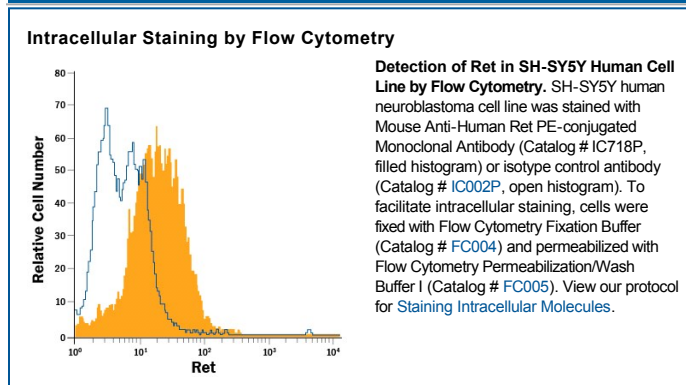 Intracellular Staining by Flow Cytometry
80
70
60
50
40
30
20
10
0
Relative Cell Number
10⁰
10¹
10²
10³
10⁴
Ret
Detection of Ret in SH-SY5Y Human Cell
Line by Flow Cytometry. SH-SY5Y human
neuroblastoma cell line was stained with
Mouse Anti-Human Ret PE-conjugated
Monoclonal Antibody (Catalog # IC718P,
filled histogram) or isotype control antibody
(Catalog # IC002P, open histogram). To
facilitate intracellular staining, cells were
fixed with Flow Cytometry Fixation Buffer
(Catalog # FC004) and permeabilized with
Flow Cytometry Permeabilization/Wash
Buffer I (Catalog # FC005). View our protocol
for Staining Intracellular Molecules.